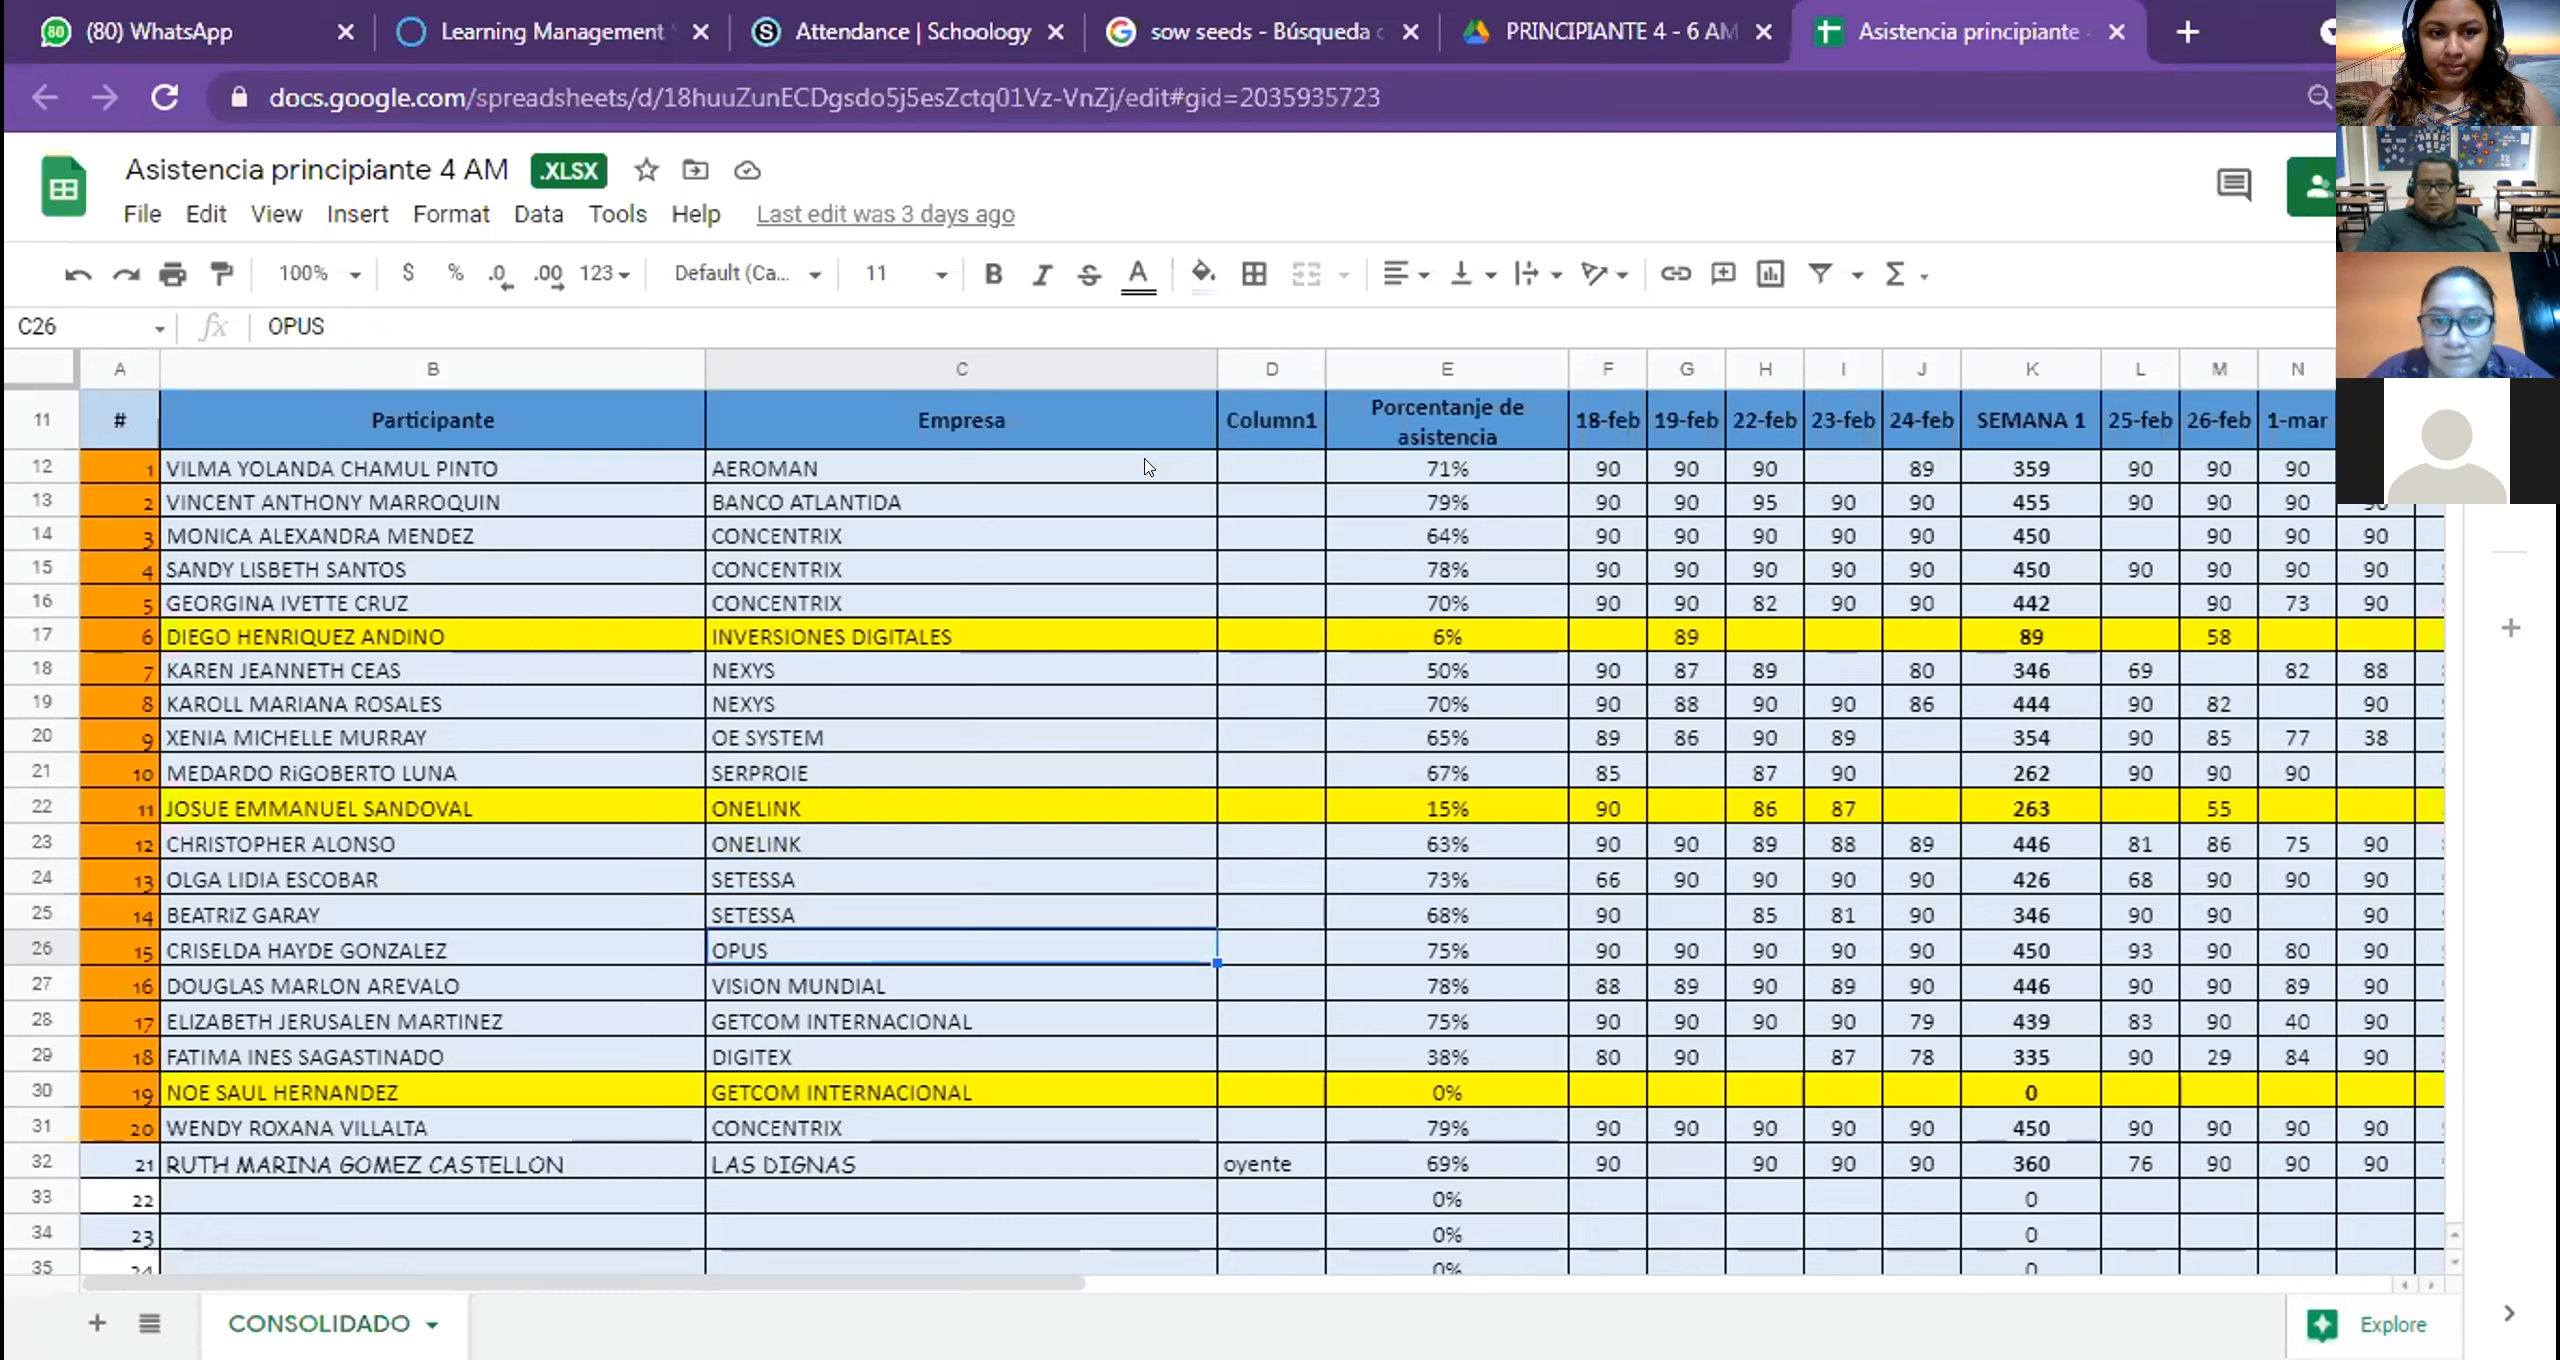 (80) WhatsApp
Learning Management
Attendance | Schoology
sow seeds - Búsqueda
PRINCIPIANTE 4 - 6 AM
Asistencia principiante
docs.google.com/spreadsheets/d/18huuZunECDgsdo5j5esZctq01Vz-VnZj/edit#gid=2035935723
Asistencia principiante 4 AM .XLSX
File Edit View Insert Format Data Tools Help Last edit was 3 days ago
100% $ % .0 .00 123 Default (Ca... 11 B I S A
C26 fx OPUS
A B C D E F G H I J K L M N
11 # Participante Empresa Column1 Porcentanje de asistencia 18-feb 19-feb 22-feb 23-feb 24-feb SEMANA 1 25-feb 26-feb 1-mar
12 1 VILMA YOLANDA CHAMUL PINTO AEROMAN 71% 90 90 90 89 359 90 90 90
13 2 VINCENT ANTHONY MARROQUIN BANCO ATLANTIDA 79% 90 90 95 90 90 455 90 90 90
14 3 MONICA ALEXANDRA MENDEZ CONCENTRIX 64% 90 90 90 90 90 450 90 90 90
15 4 SANDY LISBETH SANTOS CONCENTRIX 78% 90 90 90 90 90 450 90 90 90 90
16 5 GEORGINA IVETTE CRUZ CONCENTRIX 70% 90 90 82 90 90 442 90 73 90
17 6 DIEGO HENRIQUEZ ANDINO INVERSIONES DIGITALES 6% 89 89 58
18 7 KAREN JEANNETH CEAS NEXYS 50% 90 87 89 80 346 69 82 88
19 8 KAROLL MARIANA ROSALES NEXYS 70% 90 88 90 90 86 444 90 82 90
20 9 XENIA MICHELLE MURRAY OE SYSTEM 65% 89 86 90 89 354 90 85 77 38
21 10 MEDARDO RiGOBERTO LUNA SERPROIE 67% 85 87 90 262 90 90 90
22 11 JOSUE EMMANUEL SANDOVAL ONELINK 15% 90 86 87 263 55
23 12 CHRISTOPHER ALONSO ONELINK 63% 90 90 89 88 89 446 81 86 75 90
24 13 OLGA LIDIA ESCOBAR SETESSA 73% 66 90 90 90 90 426 68 90 90 90
25 14 BEATRIZ GARAY SETESSA 68% 90 85 81 90 346 90 90 90
26 15 CRISELDA HAYDE GONZALEZ OPUS 75% 90 90 90 90 90 450 93 90 80 90
27 16 DOUGLAS MARLON AREVALO VISION MUNDIAL 78% 88 89 90 89 90 446 90 90 89 90
28 17 ELIZABETH JERUSALEN MARTINEZ GETCOM INTERNACIONAL 75% 90 90 90 90 79 439 83 90 40 90
29 18 FATIMA INES SAGASTINADO DIGITEX 38% 80 90 87 78 335 90 29 84 90
30 19 NOE SAUL HERNANDEZ GETCOM INTERNACIONAL 0% 0
31 20 WENDY ROXANA VILLALTA CONCENTRIX 79% 90 90 90 90 90 450 90 90 90 90
32 21 RUTH MARINA GOMEZ CASTELLON LAS DIGNAS oyente 69% 90 90 90 90 360 76 90 90 90
33 22 0% 0
34 23 0% 0
35 24 0% 0
CONSOLIDADO
Explore